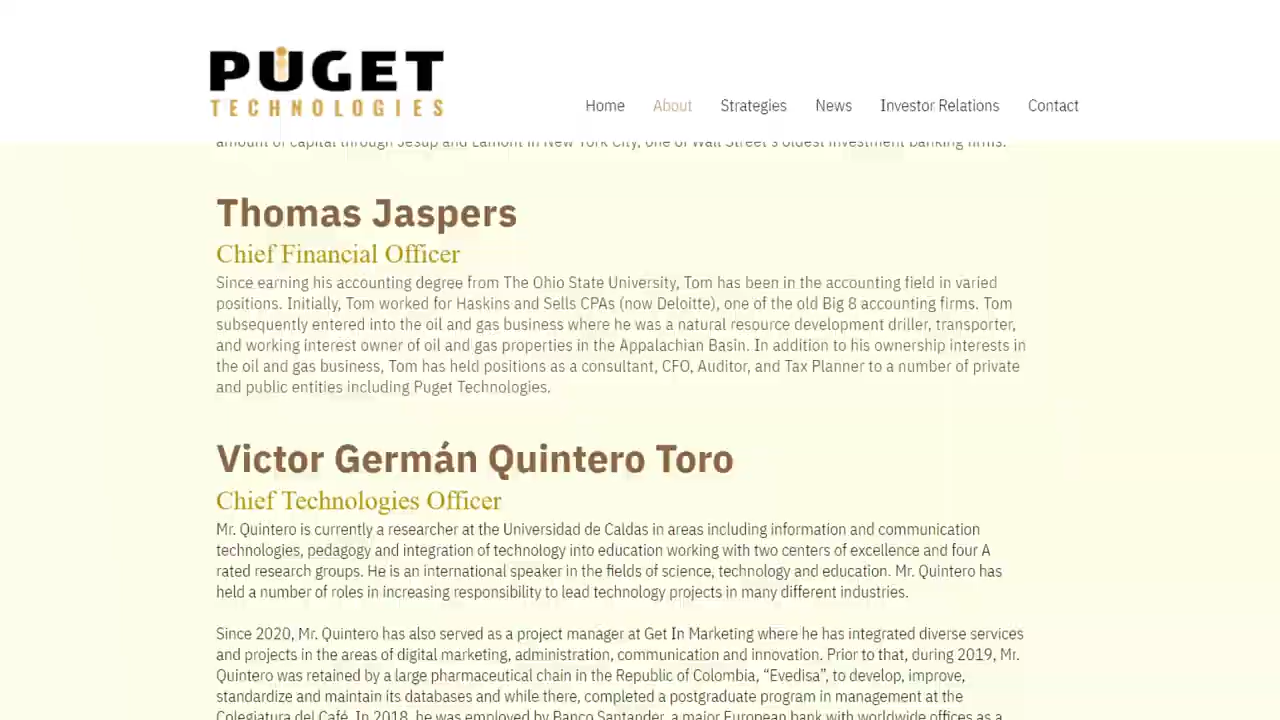 PUGET
TECHNOLOGIES
Home About Strategies News Investor Relations Contact
amount of capital through Jesup and Lamont in New York City, one of Wall Street's oldest investment banking firms.
Thomas Jaspers
Chief Financial Officer
Since earning his accounting degree from The Ohio State University, Tom has been in the accounting field in varied
positions. Initially, Tom worked for Haskins and Sells CPAs (now Deloitte), one of the old Big 8 accounting firms. Tom
subsequently entered into the oil and gas business where he was a natural resource development driller, transporter,
and working interest owner of oil and gas properties in the Appalachian Basin. In addition to his ownership interests in
the oil and gas business, Tom has held positions as a consultant, CFO, Auditor, and Tax Planner to a number of private
and public entities including Puget Technologies.
Victor Germán Quintero Toro
Chief Technologies Officer
Mr. Quintero is currently a researcher at the Universidad de Caldas in areas including information and communication
technologies, pedagogy and integration of technology into education working with two centers of excellence and four A
rated research groups. He is an international speaker in the fields of science, technology and education. Mr. Quintero has
held a number of roles in increasing responsibility to lead technology projects in many different industries.
Since 2020, Mr. Quintero has also served as a project manager at Get In Marketing where he has integrated diverse services
and projects in the areas of digital marketing, administration, communication and innovation. Prior to that, during 2019, Mr.
Quintero was retained by a large pharmaceutical chain in the Republic of Colombia, “Evedisa”, to develop, improve,
standardize and maintain its databases and while there, completed a postgraduate program in management at the
Colegiatura del Café. In 2018, he was employed by Banco Santander, a major European bank with worldwide offices as a